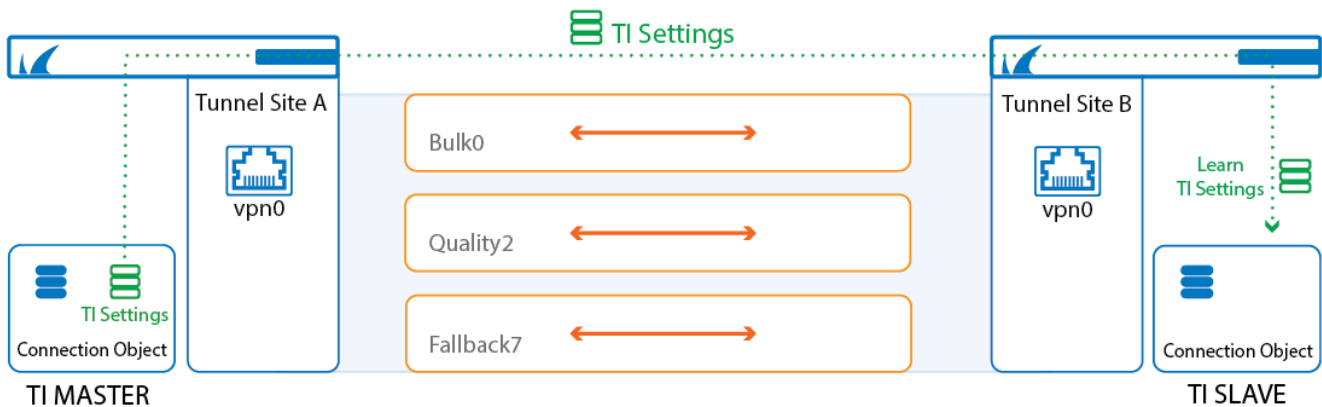 TI Settings
Tunnel Site A
Tunnel Site B
Bulk0
Learn
TI Settings
vpn0
vpn0
Quality2
TI Settings
Fallback7
Connection Object
Connection Object
TI MASTER
TI SLAVE